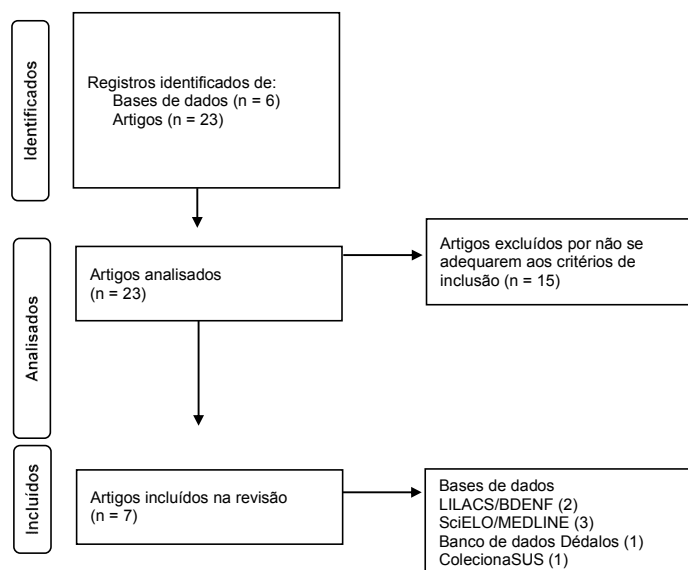 Identificados
Registros identificados de:
Bases de dados (n = 6)
Artigos (n = 23)
Analisados
Artigos analisados
(n = 23)
Artigos excluídos por não se
adequarem aos critérios de
inclusão (n = 15)
Incluídos
Artigos incluídos na revisão
(n = 7)
Bases de dados
LILACS/BDENF (2)
SciELO/MEDLINE (3)
Banco de dados Dédalos (1)
ColecionaSUS (1)